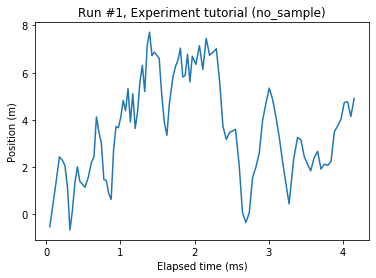 Run #1, Experiment tutorial (no_sample)
Position (m)
8
6
4
2
0
0 1 2 3 4
Elapsed time (ms)